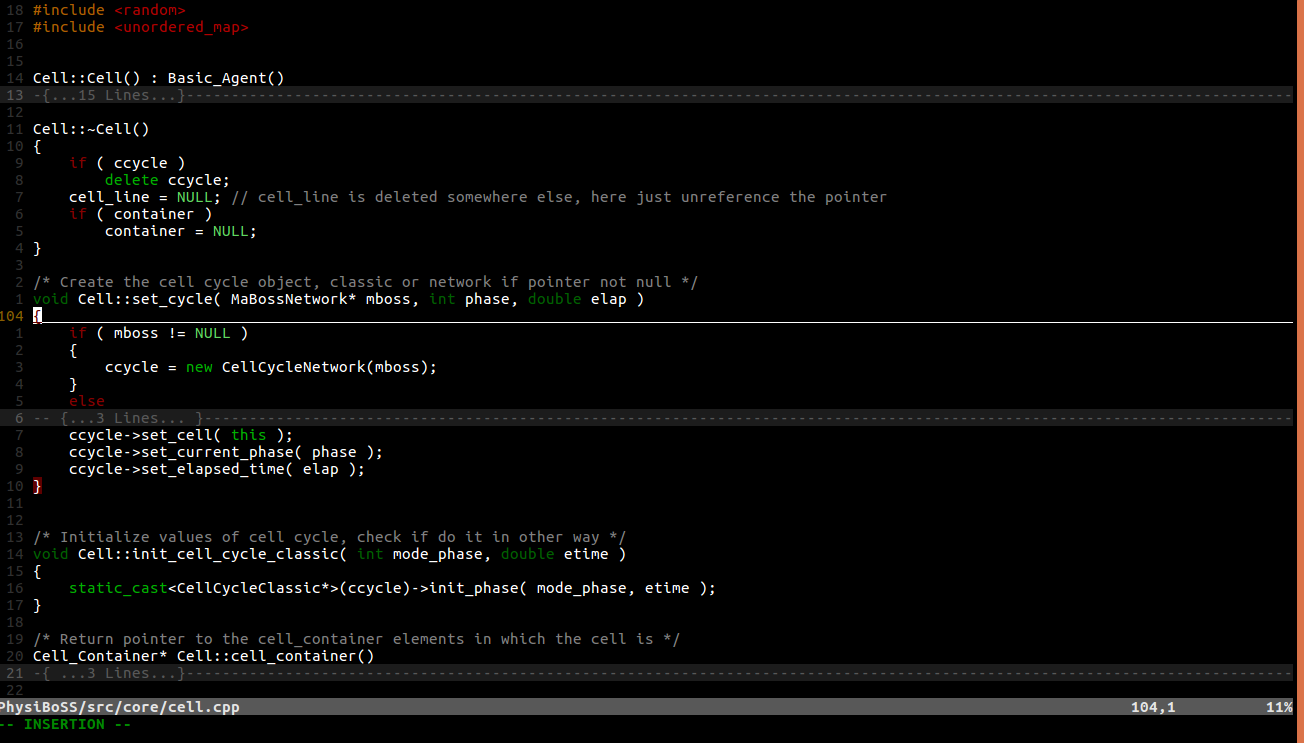 18 #include <random>
17 #include <unordered_map>
16
15
14 Cell::Cell() : Basic_Agent()
13 -{...15 Lines...}---------------------------------------------------------------------------------------------------------------------------
12
11 Cell::~Cell()
10 {
9     if ( ccycle )
8         delete ccycle;
7     cell_line = NULL; // cell_line is deleted somewhere else, here just unreference the pointer
6     if ( container )
5         container = NULL;
4 }
3
2 /* Create the cell cycle object, classic or network if pointer not null */
1 void Cell::set_cycle( MaBossNetwork* mboss, int phase, double elap )
104 {
1     if ( mboss != NULL )
2     {
3         ccycle = new CellCycleNetwork(mboss);
4     }
5     else
6 -- {...3 Lines... }-------------------------------------------------------------------------------------------------------------------------
7     ccycle->set_cell( this );
8     ccycle->set_current_phase( phase );
9     ccycle->set_elapsed_time( elap );
10 }
11
12
13 /* Initialize values of cell cycle, check if do it in other way */
14 void Cell::init_cell_cycle_classic( int mode_phase, double etime )
15 {
16     static_cast<CellCycleClassic*>(ccycle)->init_phase( mode_phase, etime );
17 }
18
19 /* Return pointer to the cell_container elements in which the cell is */
20 Cell_Container* Cell::cell_container()
21 -{ ...3 Lines...}---------------------------------------------------------------------------------------------------------------------------
22
PhysiBoSS/src/core/cell.cpp 104,1 11%
-- INSERTION --